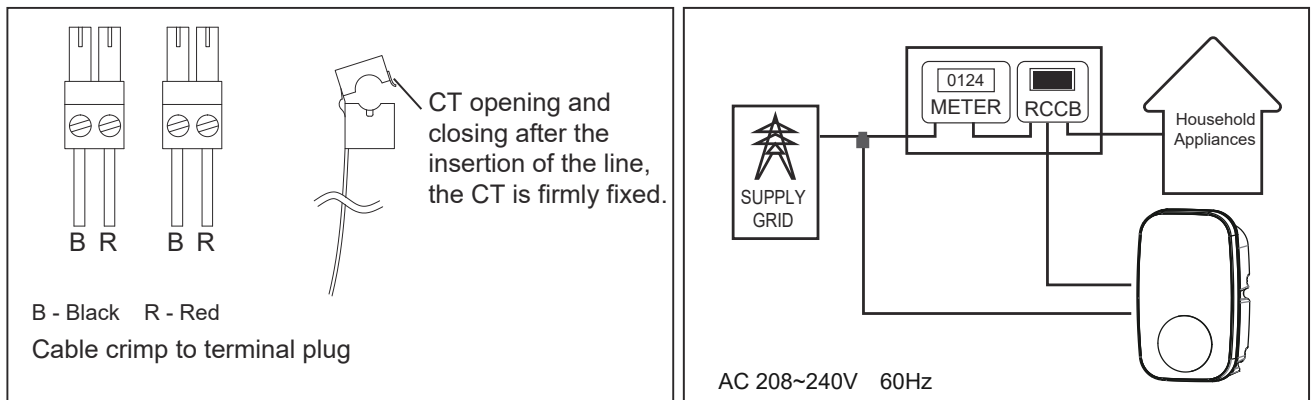 B R B R
CT opening and
closing after the
insertion of the line,
the CT is firmly fixed.
B - Black R - Red
Cable crimp to terminal plug
SUPPLY
GRID
0124
METER
RCCB
Household
Appliances
AC 208~240V 60Hz